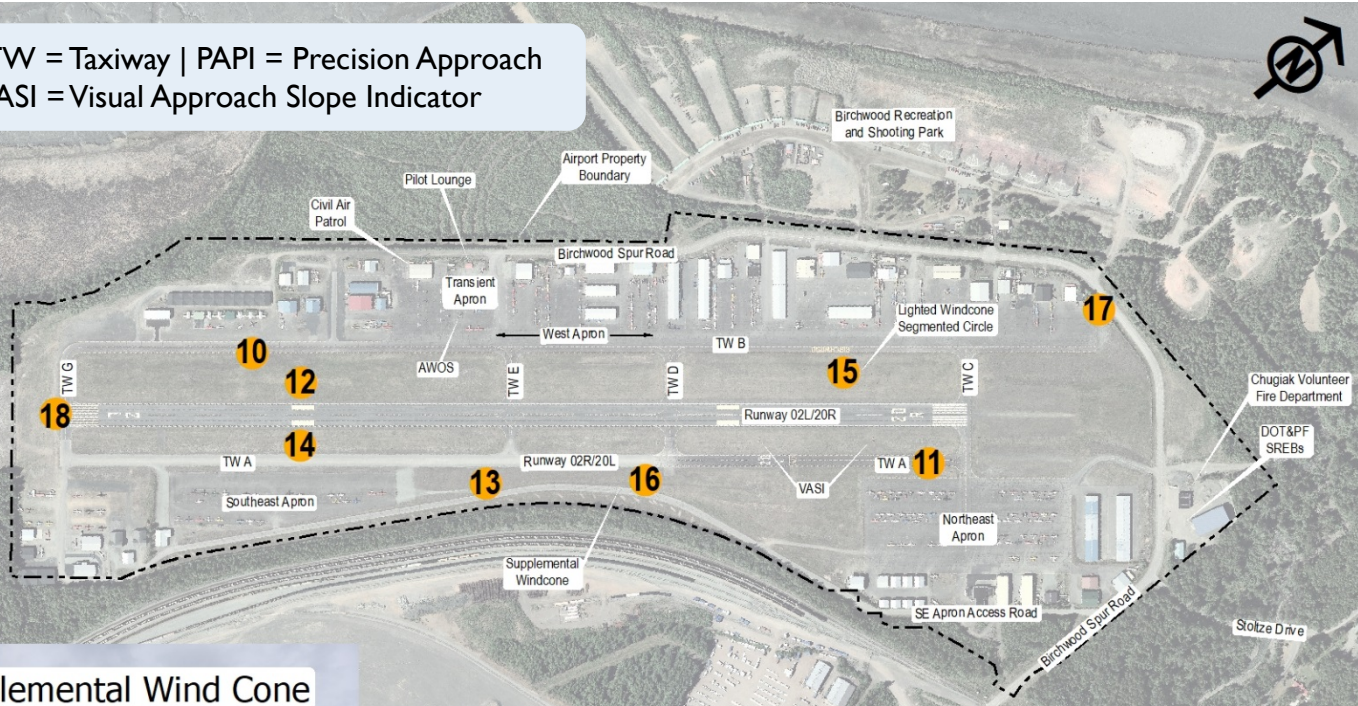 TW = Taxiway | PAPI = Precision Approach
ASI = Visual Approach Slope Indicator
N
Birchwood Recreation
and Shooting Park
Airport Property
Boundary
Pilot Lounge
Civil Air
Patrol
Birchwood Spur Road
Transient
Apron
17
Lighted Windcone
Segmented Circle
West Apron
TW B
10
AWOS
12
TW G
TW E
TW D
15
TW C
Chugiak Volunteer
Fire Department
18
2
Runway 02L/20R
20
R
DOT&PF
SREBs
14
TW A
Runway 02R/20L
20
TW A
11
13
16
VASI
Southeast Apron
Northeast
Apron
Supplemental
Windcone
SE Apron Access Road
Birchwood Spur Road
Stoltze Drive
lemental Wind Cone